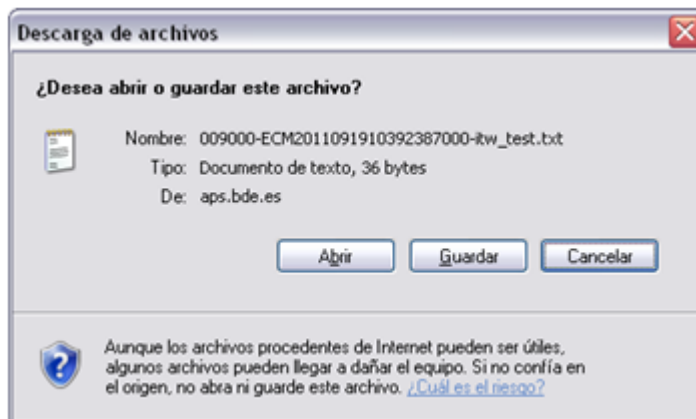 Descarga de archivos
¿Desea abrir o guardar este archivo?
Nombre: 009000-ECM2011091910392387000-itw_test.txt
Tipo: Documento de texto, 36 bytes
De: aps.bde.es
Abrir Guardar Cancelar
Aunque los archivos procedentes de Internet pueden ser útiles,
algunos archivos pueden llegar a dañar el equipo. Si no confía en
el origen, no abra ni guarde este archivo. ¿Cuál es el riesgo?